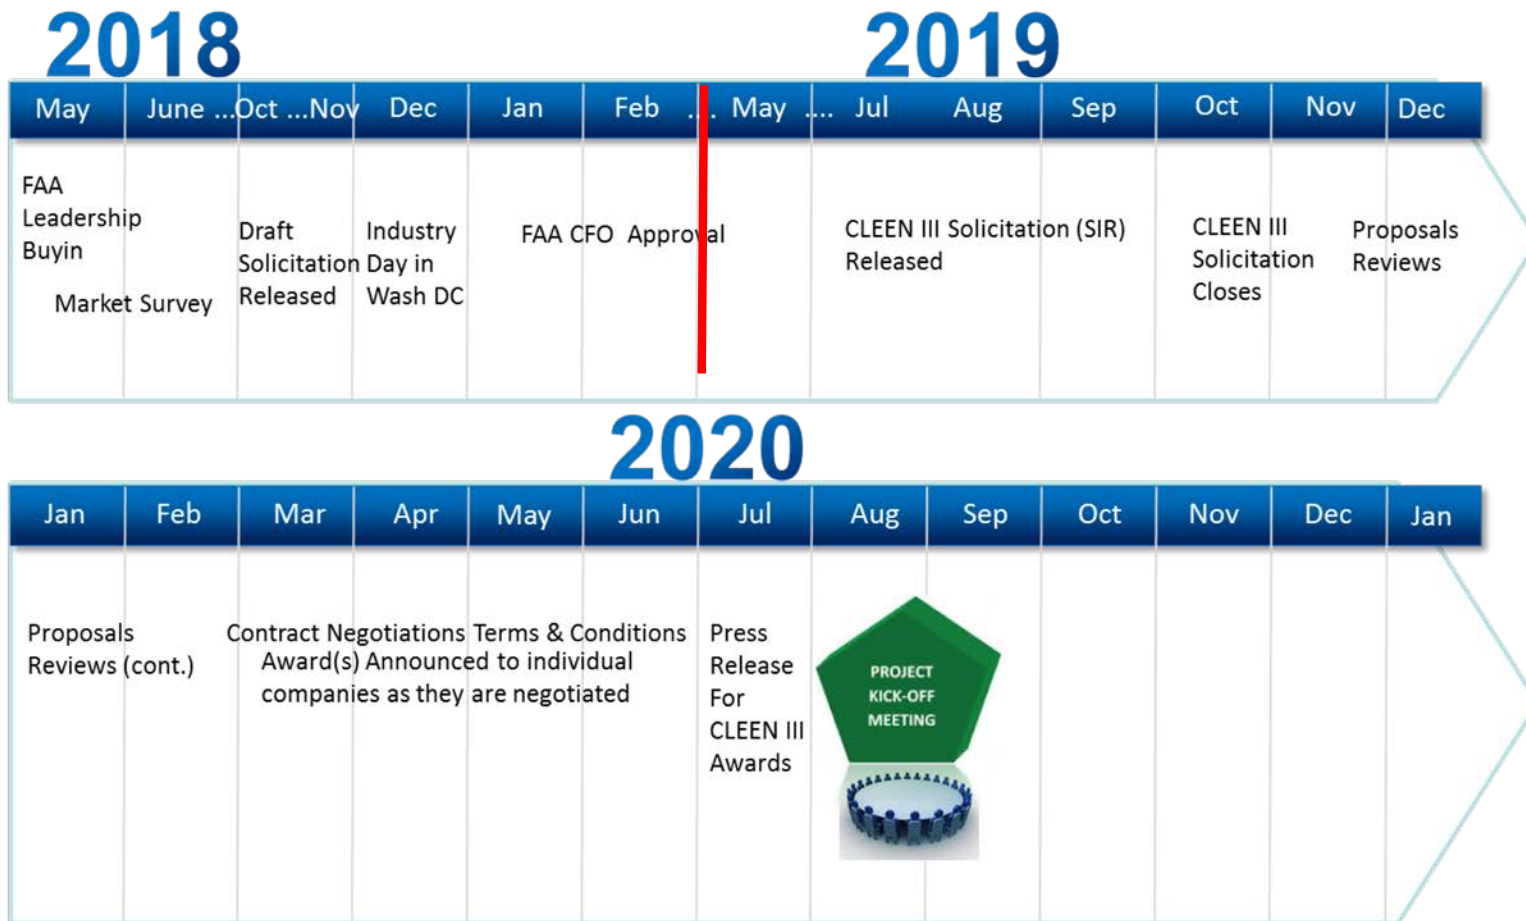 2018
2019
May June ...Oct ...Nov Dec Jan Feb .... May .... Jul Aug Sep Oct Nov Dec
FAA
Leadership
Buyin
Market Survey
Draft
Solicitation
Released
Industry
Day in
Wash DC
FAA CFO Approval
CLEEN III Solicitation (SIR)
Released
CLEEN III
Solicitation
Closes
Proposals
Reviews
2020
Jan Feb Mar Apr May Jun Jul Aug Sep Oct Nov Dec Jan
Proposals
Reviews (cont.)
Contract Negotiations Terms & Conditions
Award(s) Announced to individual
companies as they are negotiated
Press
Release
For
CLEEN III
Awards
PROJECT
KICK-OFF
MEETING